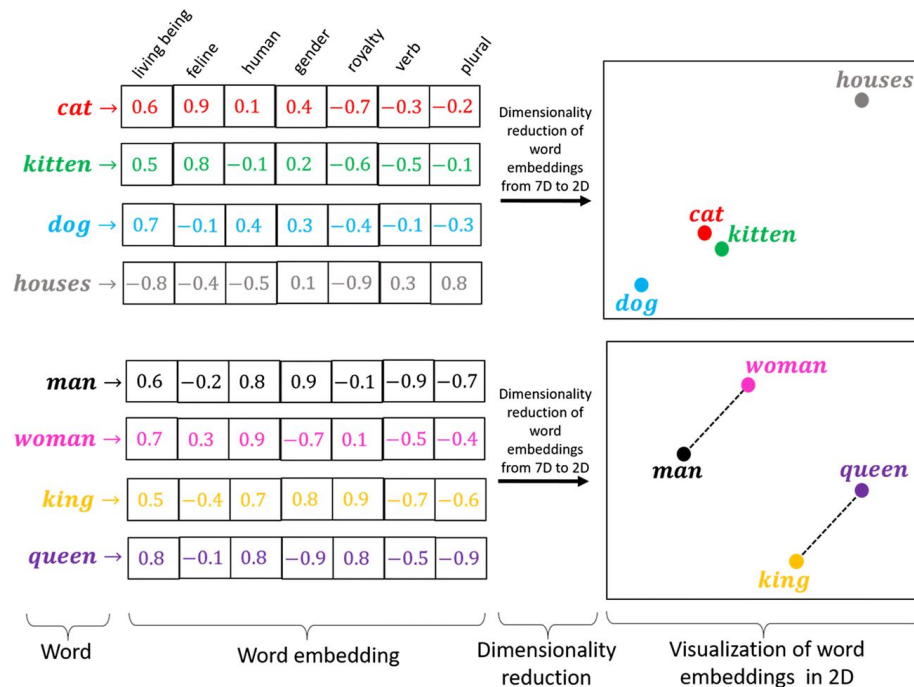 living being feline human gender royalty verb plural
cat → 0.6 0.9 0.1 0.4 −0.7 −0.3 −0.2
kitten → 0.5 0.8 −0.1 0.2 −0.6 −0.5 −0.1
dog → 0.7 −0.1 0.4 0.3 −0.4 −0.1 −0.3
houses → −0.8 −0.4 −0.5 0.1 −0.9 0.3 0.8
Dimensionality
reduction of
word
embeddings
from 7D to 2D
houses
cat
kitten
dog
man → 0.6 −0.2 0.8 0.9 −0.1 −0.9 −0.7
woman → 0.7 0.3 0.9 −0.7 0.1 −0.5 −0.4
king → 0.5 −0.4 0.7 0.8 0.9 −0.7 −0.6
queen → 0.8 −0.1 0.8 −0.9 0.8 −0.5 −0.9
Dimensionality
reduction of
word
embeddings
from 7D to 2D
woman
man
queen
king
Word
Word embedding
Dimensionality
reduction
Visualization of word
embeddings in 2D